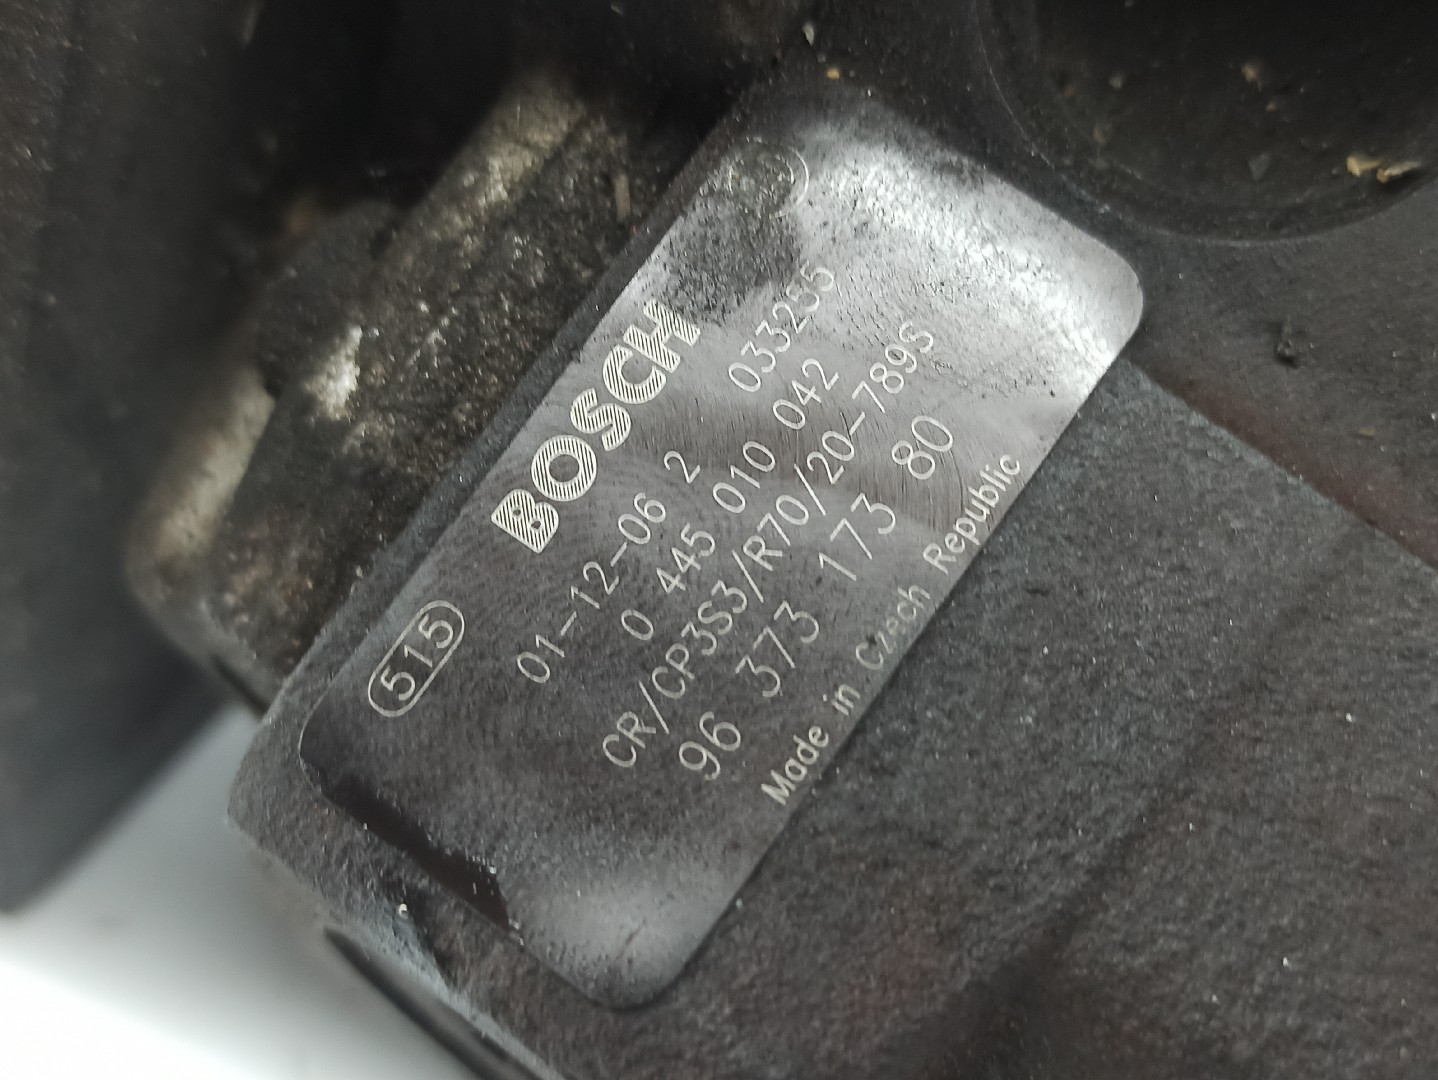 BOSCH
515
01-12-06 2 033255
0 445 010 042
CR/CP3S3/R70/20-789S
96 373 173 80
Made in Czech Republic